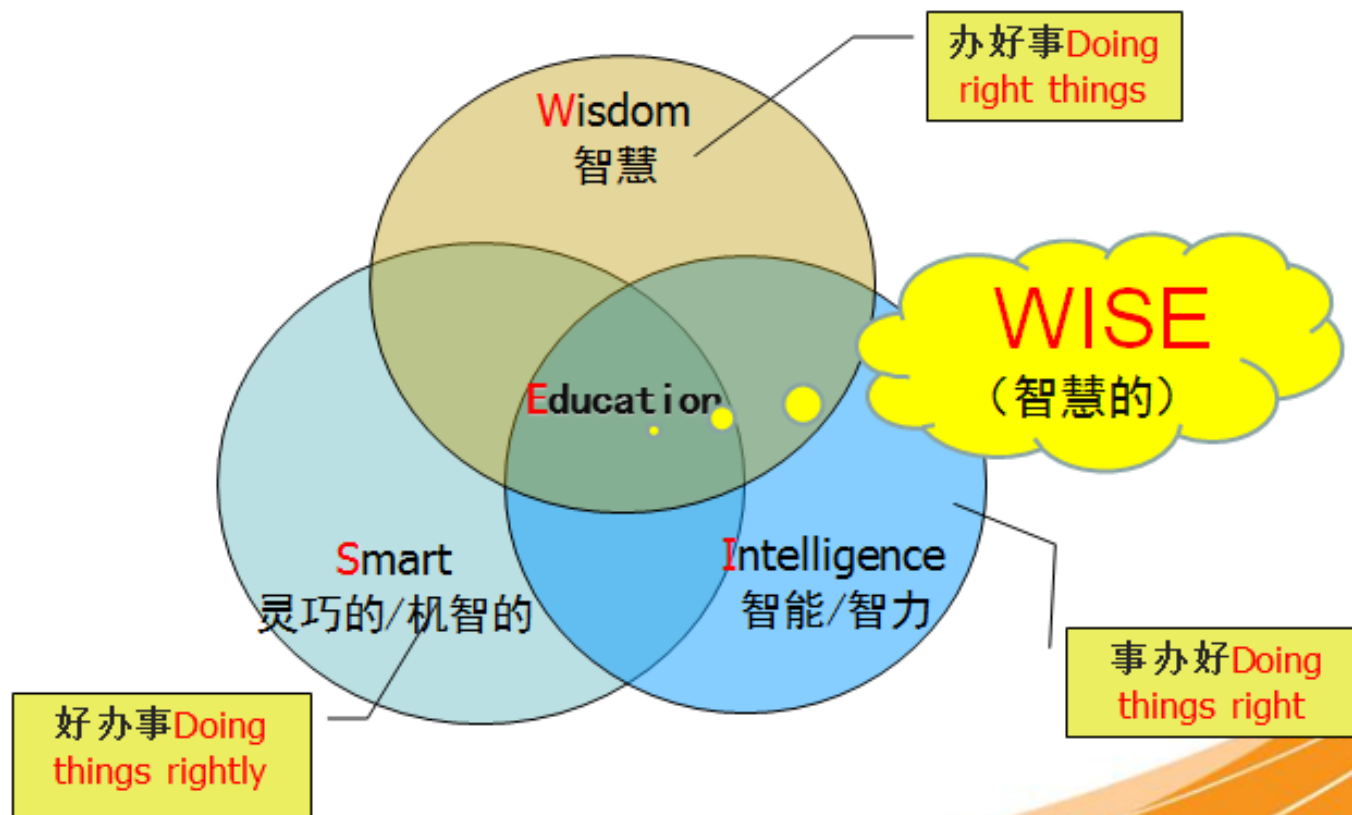 办好事Doing
right things
Wisdom
智慧
WISE
（智慧的）
Education
Smart
灵巧的/机智的
Intelligence
智能/智力
事办好Doing
things right
好办事Doing
things rightly